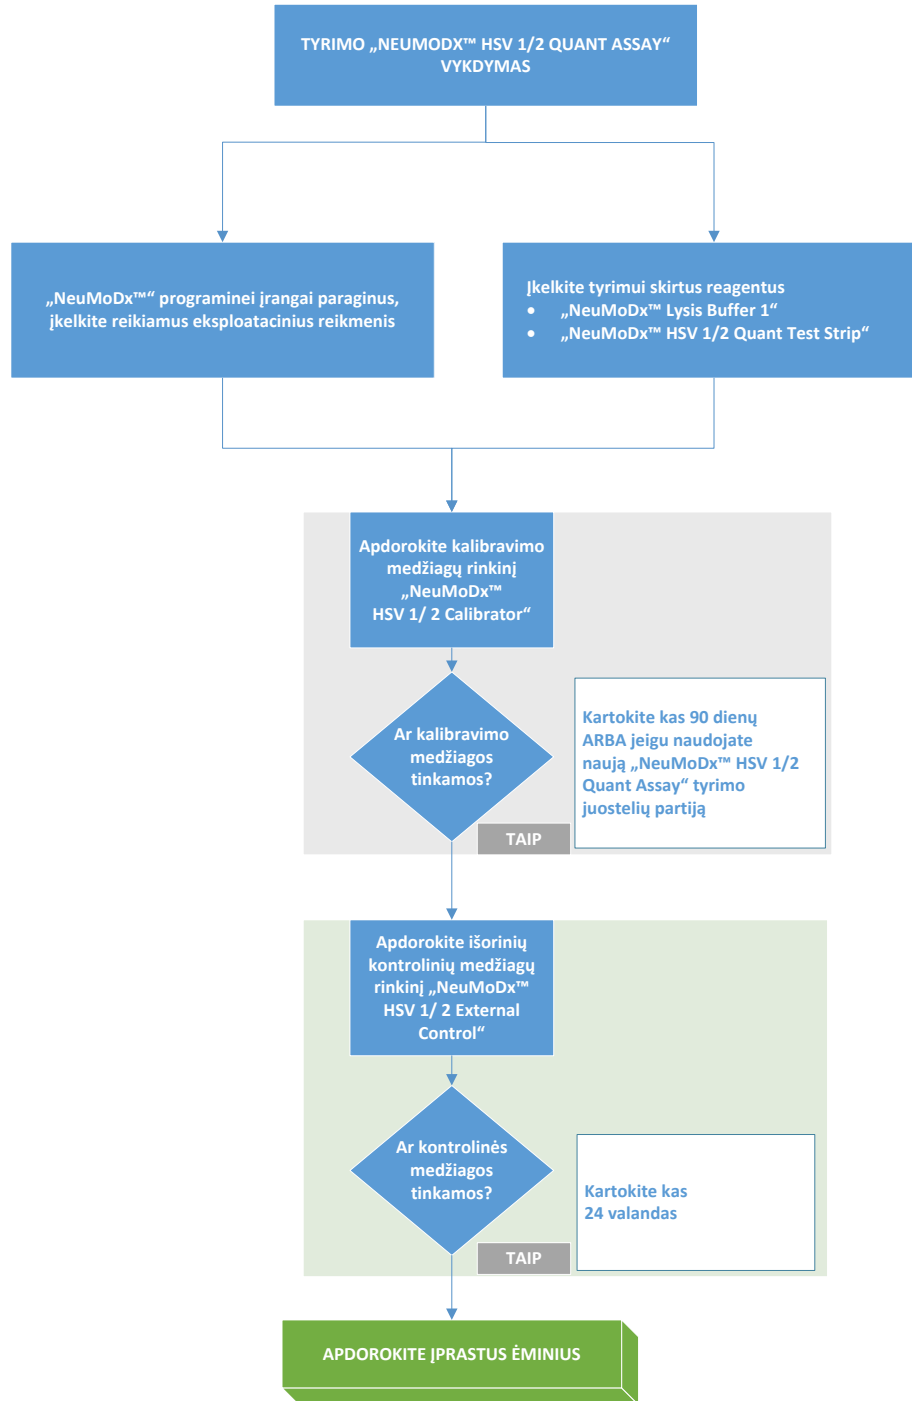 TYRIMO „NEUMODX™ HSV 1/2 QUANT ASSAY“
VYKDYMAS
„NeuMoDx™“ programinei įrangai paraginus,
įkelkite reikiamus eksploatacinius reikmenis
Įkelkite tyrimui skirtus reagentus
• „NeuMoDx™ Lysis Buffer 1“
• „NeuMoDx™ HSV 1/2 Quant Test Strip“
Apdorokite kalibravimo
medžiagų rinkinį
„NeuMoDx™
HSV 1/ 2 Calibrator“
Ar kalibravimo
medžiagos
tinkamos?
Kartokite kas 90 dienų
ARBA jeigu naudojate
naują „NeuMoDx™ HSV 1/2
Quant Assay“ tyrimo
juostelių partiją
TAIP
Apdorokite išorinių
kontrolinių medžiagų
rinkinį „NeuMoDx™
HSV 1/ 2 External
Control“
Ar kontrolinės
medžiagos
tinkamos?
Kartokite kas
24 valandas
TAIP
APDOROKITE ĮPRASTUS ĖMINIUS